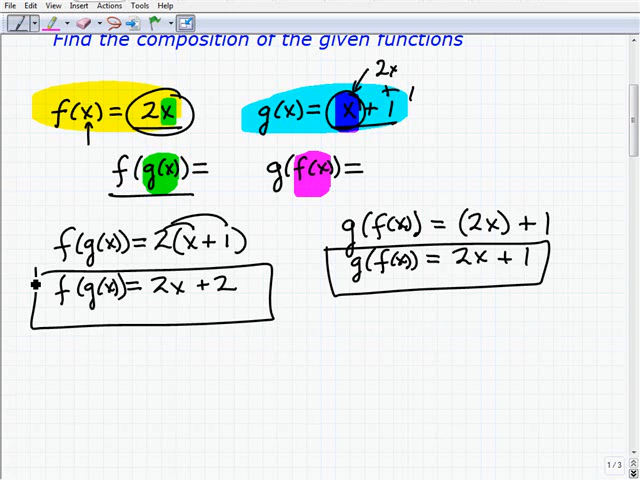 File Edit View Insert Actions Tools Help
Find the composition of the given functions
2x
+ 1
f(x) = 2x g(x) = x + 1
f(g(x)) = g(f(x)) =
f(g(x)) = 2(x + 1) g(f(x)) = (2x) + 1
f(g(x)) = 2x + 2 g(f(x)) = 2x + 1
1 / 3